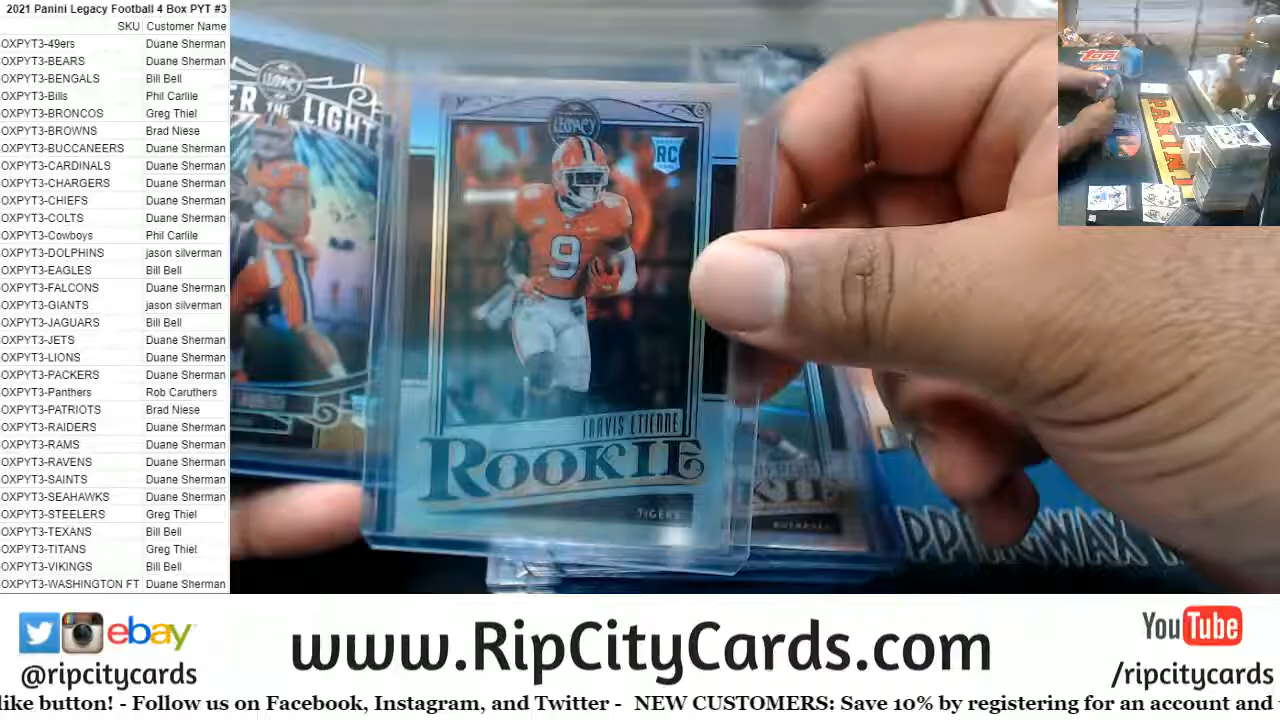 2021 Panini Legacy Football 4 Box PYT #3
SKU Customer Name
OXPYT3-49ers Duane Sherman
OXPYT3-BEARS Duane Sherman
OXPYT3-BENGALS Bill Bell
OXPYT3-Bills Phil Carlile
OXPYT3-BRONCOS Greg Thiel
OXPYT3-BROWNS Brad Niese
OXPYT3-BUCCANEERS Duane Sherman
OXPYT3-CARDINALS Duane Sherman
OXPYT3-CHARGERS Duane Sherman
OXPYT3-CHIEFS Duane Sherman
OXPYT3-COLTS Duane Sherman
OXPYT3-Cowboys Phil Carlile
OXPYT3-DOLPHINS jason silverman
OXPYT3-EAGLES Bill Bell
OXPYT3-FALCONS Duane Sherman
OXPYT3-GIANTS jason silverman
OXPYT3-JAGUARS Bill Bell
OXPYT3-JETS Duane Sherman
OXPYT3-LIONS Duane Sherman
OXPYT3-PACKERS Duane Sherman
OXPYT3-Panthers Rob Caruthers
OXPYT3-PATRIOTS Brad Niese
OXPYT3-RAIDERS Duane Sherman
OXPYT3-RAMS Duane Sherman
OXPYT3-RAVENS Duane Sherman
OXPYT3-SAINTS Duane Sherman
OXPYT3-SEAHAWKS Duane Sherman
OXPYT3-STEELERS Greg Thiel
OXPYT3-TEXANS Bill Bell
OXPYT3-TITANS Greg Thiel
OXPYT3-VIKINGS Bill Bell
OXPYT3-WASHINGTON FT Duane Sherman
LEGACY
ER THE LIGHT
LEGACY
RC
9
TRAVIS ETIENNE
ROOKIE
TIGERS
PANINI
ebay
@ripcitycards
www.RipCityCards.com
YouTube
/ripcitycards
like button! - Follow us on Facebook, Instagram, and Twitter - NEW CUSTOMERS: Save 10% by registering for an account and